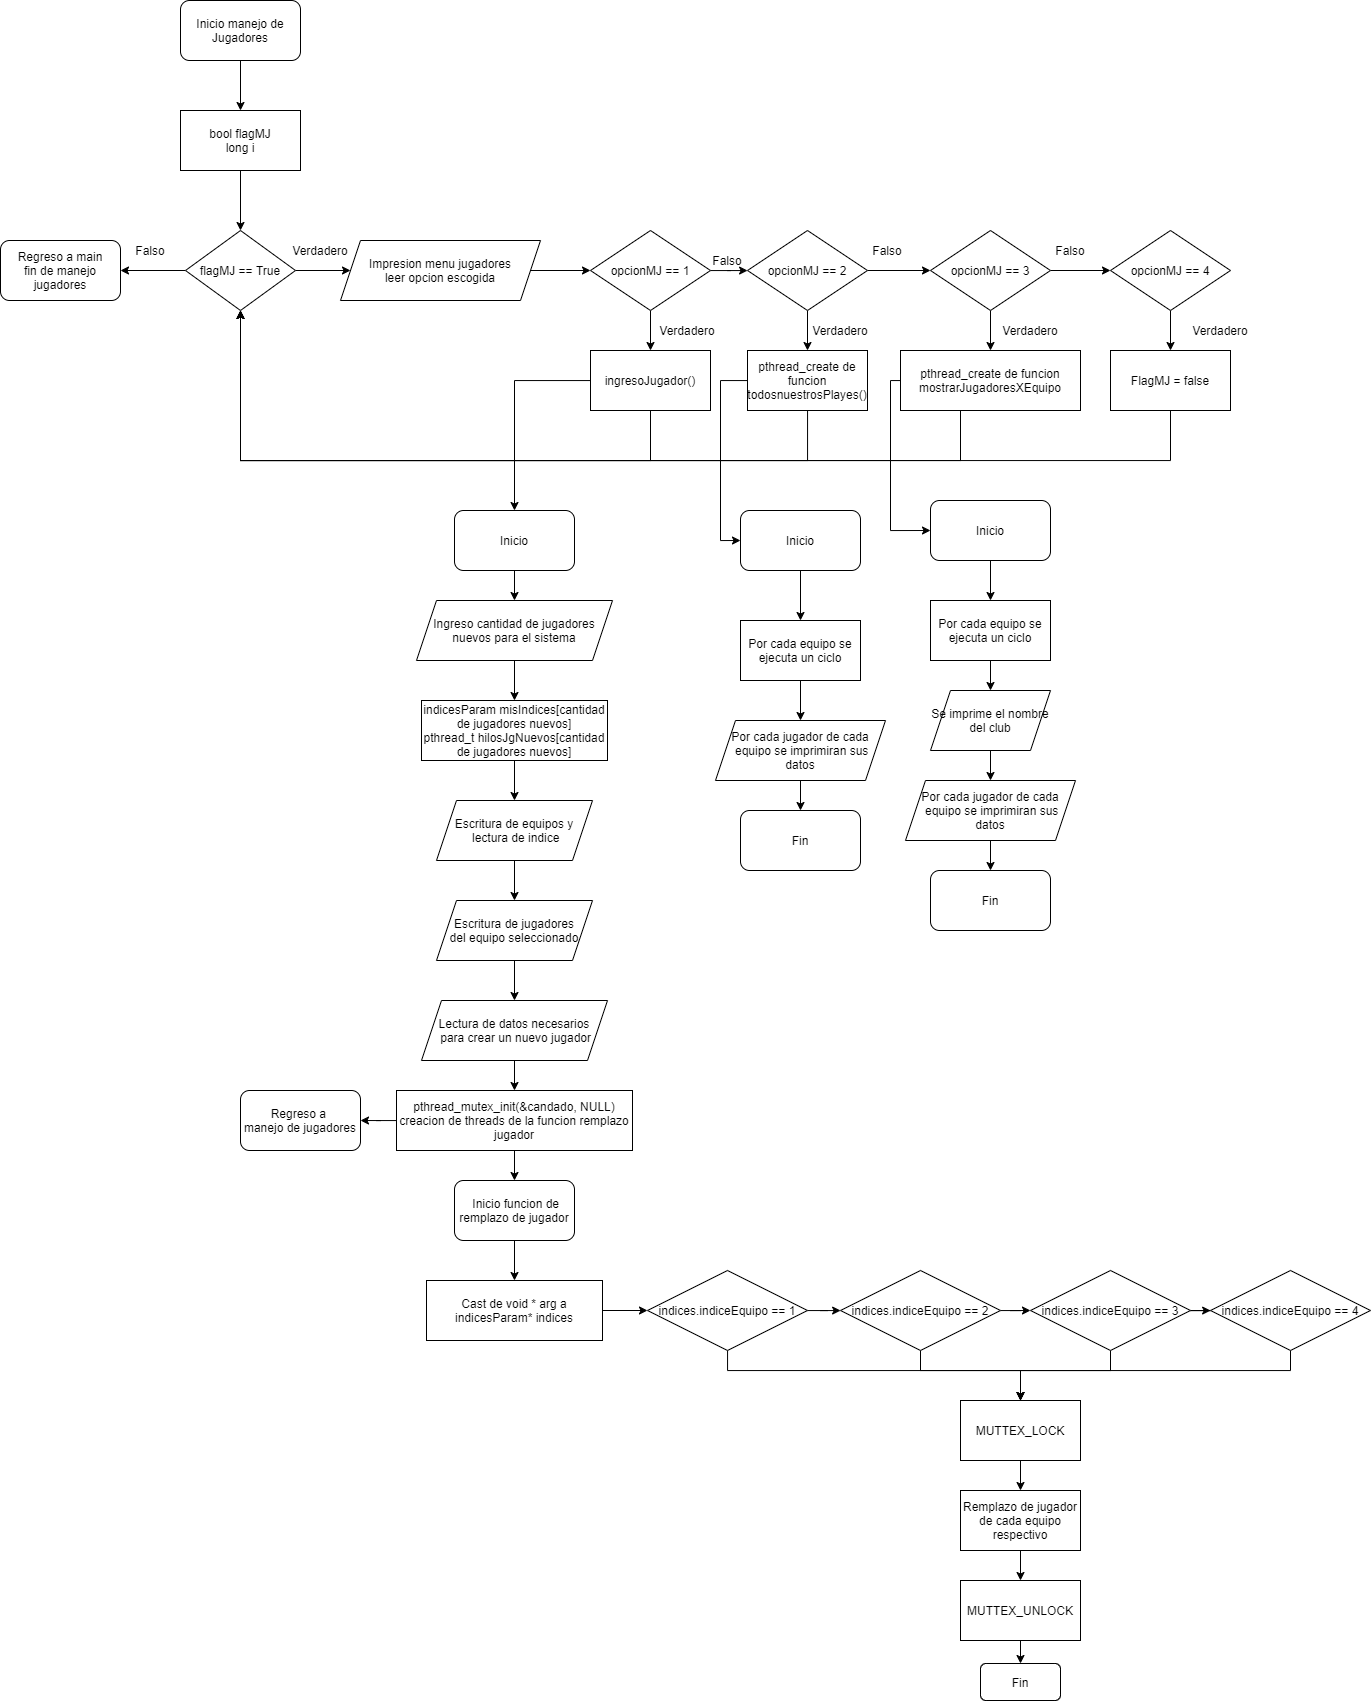 Inicio manejo de
Jugadores
bool flagMJ
long i
Regreso a main
fin de manejo
jugadores
Falso
flagMJ == True
Verdadero
Impresion menu jugadores
leer opcion escogida
opcionMJ == 1
Falso
opcionMJ == 2
Falso
opcionMJ == 3
Falso
opcionMJ == 4
Verdadero
Verdadero
Verdadero
Verdadero
ingresoJugador()
pthread_create de
funcion
todosnuestrosPlayes()
pthread_create de funcion
mostrarJugadoresXEquipo
FlagMJ = false
Inicio
Ingreso cantidad de jugadores
nuevos para el sistema
indicesParam misIndices[cantidad
de jugadores nuevos]
pthread_t hilosJgNuevos[cantidad
de jugadores nuevos]
Escritura de equipos y
lectura de indice
Escritura de jugadores
del equipo seleccionado
Lectura de datos necesarios
para crear un nuevo jugador
pthread_mutex_init(&candado, NULL)
creacion de threads de la funcion remplazo
jugador
Regreso a
manejo de jugadores
Inicio
Por cada equipo se
ejecuta un ciclo
Por cada jugador de cada
equipo se imprimiran sus
datos
Fin
Inicio
Por cada equipo se
ejecuta un ciclo
Se imprime el nombre
del club
Por cada jugador de cada
equipo se imprimiran sus
datos
Fin
Inicio funcion de
remplazo de jugador
Cast de void * arg a
indicesParam* indices
indices.indiceEquipo == 1
indices.indiceEquipo == 2
indices.indiceEquipo == 3
indices.indiceEquipo == 4
MUTTEX_LOCK
Remplazo de jugador
de cada equipo
respectivo
MUTTEX_UNLOCK
Fin